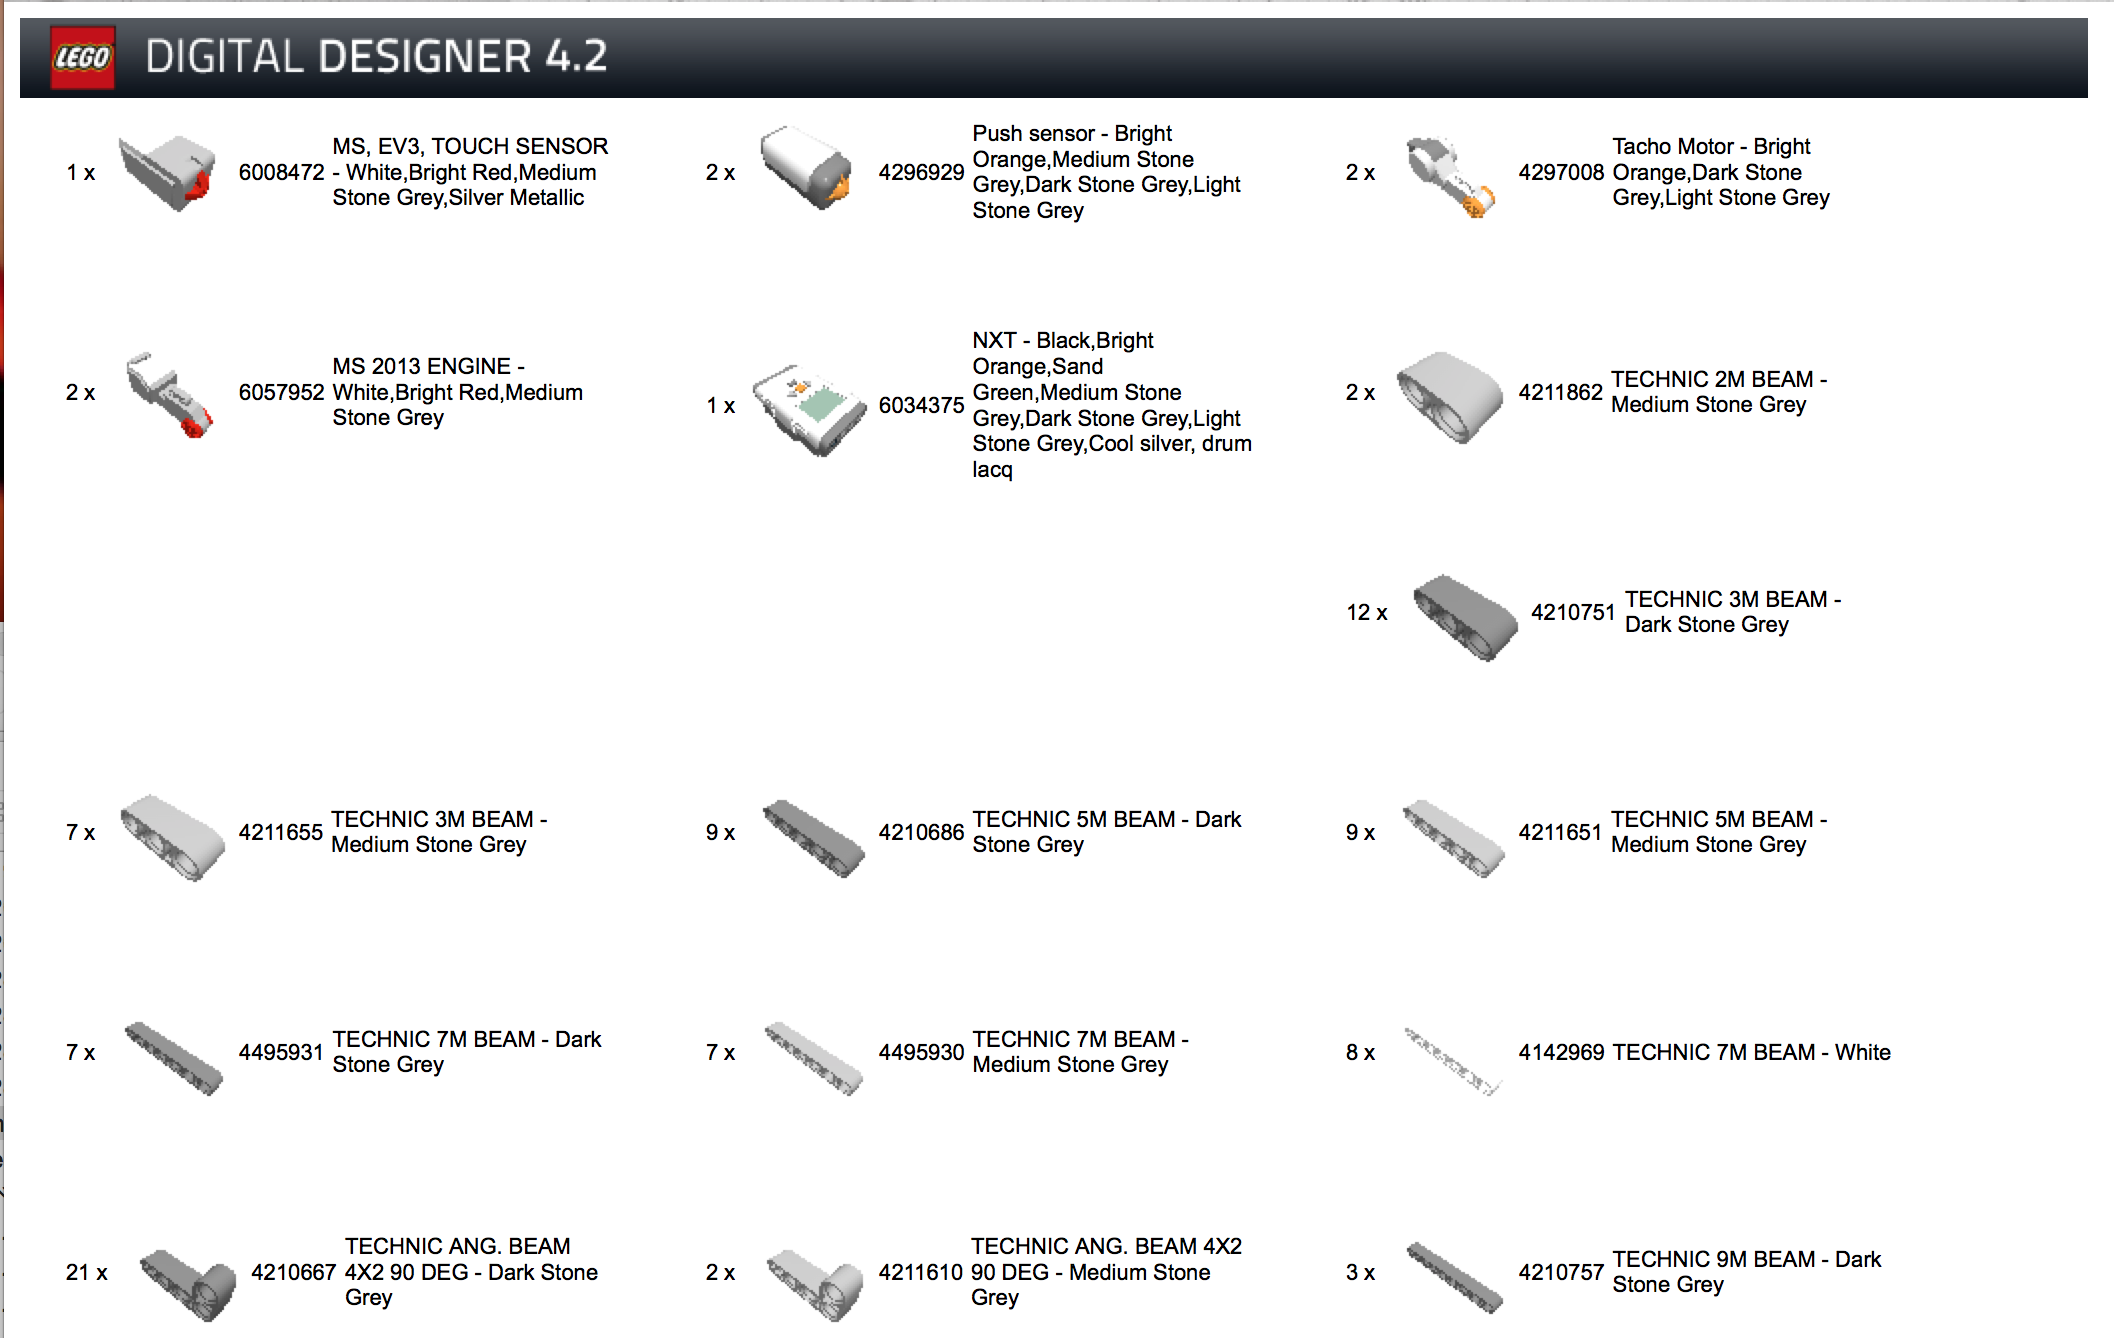 LEGO DIGITAL DESIGNER 4.2
1 x
6008472
MS, EV3, TOUCH SENSOR
- White,Bright Red,Medium
Stone Grey,Silver Metallic
2 x
4296929
Push sensor - Bright
Orange,Medium Stone
Grey,Dark Stone Grey,Light
Stone Grey
2 x
4297008
Tacho Motor - Bright
Orange,Dark Stone
Grey,Light Stone Grey
2 x
6057952
MS 2013 ENGINE -
White,Bright Red,Medium
Stone Grey
1 x
6034375
NXT - Black,Bright
Orange,Sand
Green,Medium Stone
Grey,Dark Stone Grey,Light
Stone Grey,Cool silver, drum
lacq
2 x
4211862
TECHNIC 2M BEAM -
Medium Stone Grey
12 x
4210751
TECHNIC 3M BEAM -
Dark Stone Grey
7 x
4211655
TECHNIC 3M BEAM -
Medium Stone Grey
9 x
4210686
TECHNIC 5M BEAM - Dark
Stone Grey
9 x
4211651
TECHNIC 5M BEAM -
Medium Stone Grey
7 x
4495931
TECHNIC 7M BEAM - Dark
Stone Grey
7 x
4495930
TECHNIC 7M BEAM -
Medium Stone Grey
8 x
4142969
TECHNIC 7M BEAM - White
21 x
4210667
TECHNIC ANG. BEAM
4X2 90 DEG - Dark Stone
Grey
2 x
4211610
TECHNIC ANG. BEAM 4X2
90 DEG - Medium Stone
Grey
3 x
4210757
TECHNIC 9M BEAM - Dark
Stone Grey